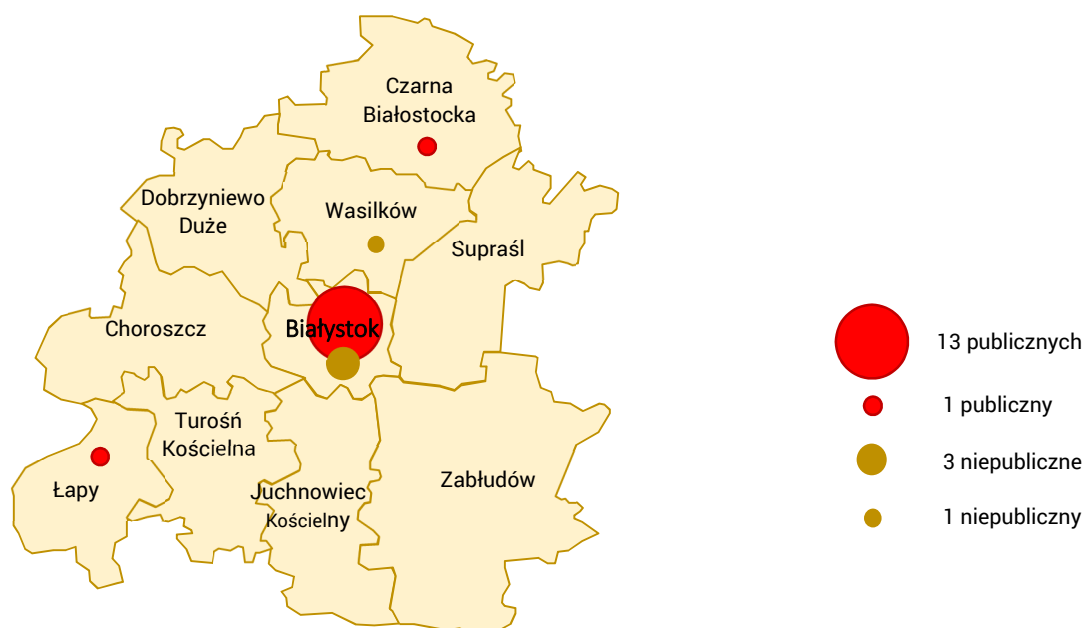 Czarna
Białostocka
Dobrzyniewo
Duże
Wasilków
Supraśl
Choroszcz
Białystok
13 publicznych
1 publiczny
Turośń
Kościelna
3 niepubliczne
Łapy
Juchnowiec
Kościelny
Zabłudów
1 niepubliczny